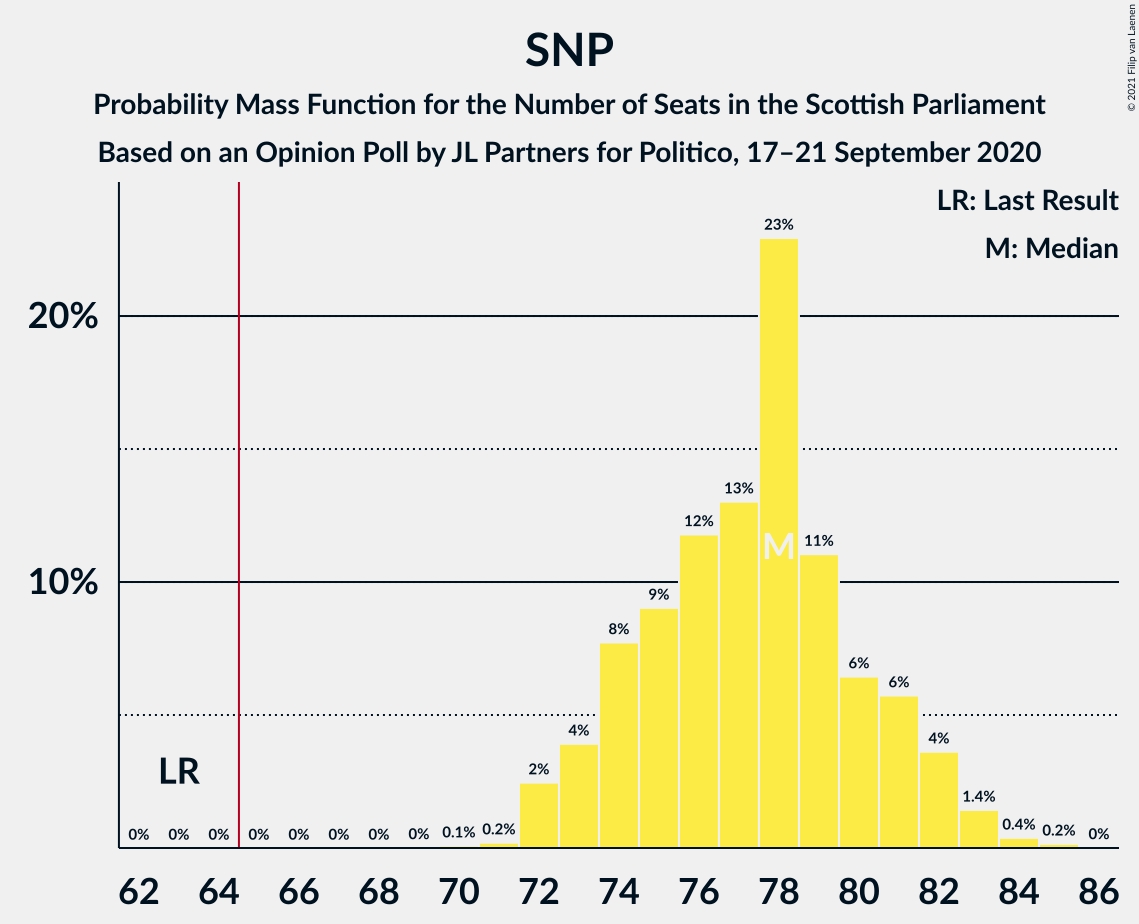 SNP
Probability Mass Function for the Number of Seats in the Scottish Parliament
Based on an Opinion Poll by JL Partners for Politico, 17–21 September 2020
© 2021 Filip van Laenen
LR: Last Result
M: Median
20%
10%
LR
M
0% 0% 0% 0% 0% 0% 0% 0% 0.1% 0.2% 2% 4% 8% 9% 12% 13% 23% 11% 6% 6% 4% 1.4% 0.4% 0.2% 0%
62 64 66 68 70 72 74 76 78 80 82 84 86